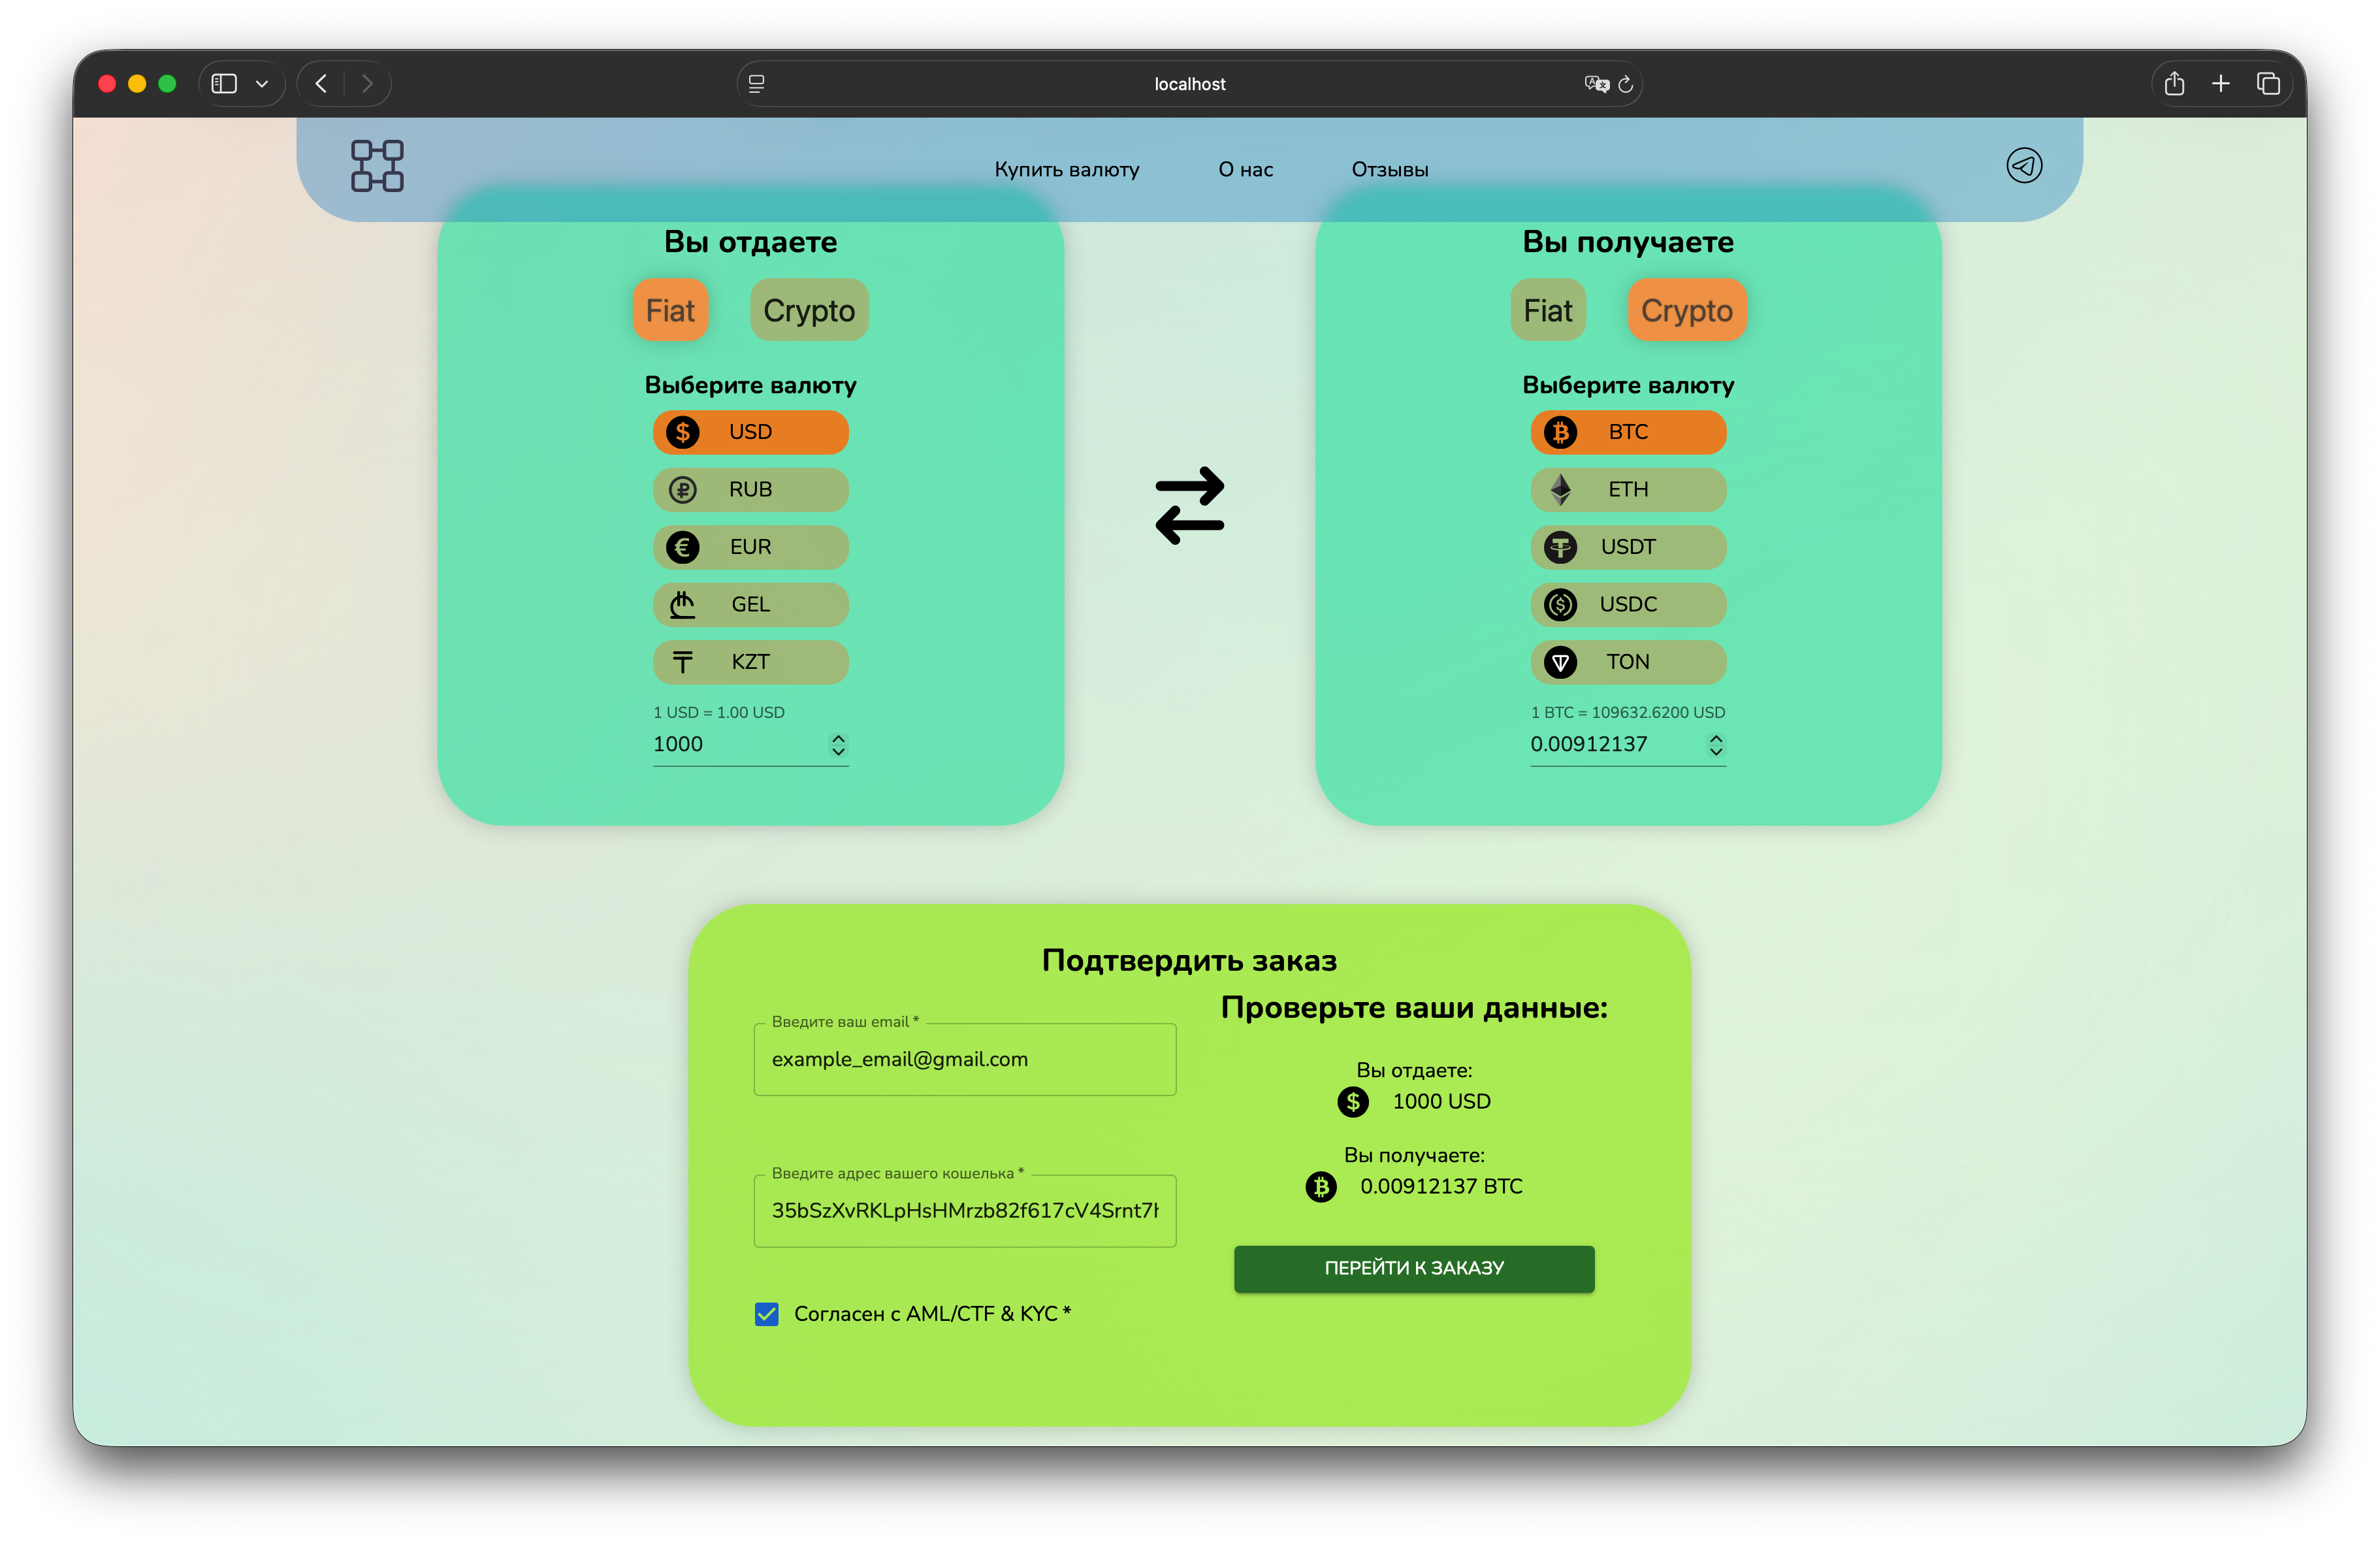 localhost
Купить валюту
О нас
Отзывы
Вы отдаете
Fiat
Crypto
Выберите валюту
USD
RUB
EUR
GEL
KZT
1 USD = 1.00 USD
1000
Вы получаете
Fiat
Crypto
Выберите валюту
BTC
ETH
USDT
USDC
TON
1 BTC = 109632.6200 USD
0.00912137
Подтвердить заказ
Введите ваш email *
example_email@gmail.com
Введите адрес вашего кошелька *
35bSzXvRKLpHsHMrzb82f617cV4Srnt7h
Согласен с AML/CTF & KYC *
Проверьте ваши данные:
Вы отдаете:
1000 USD
Вы получаете:
0.00912137 BTC
ПЕРЕЙТИ К ЗАКАЗУ